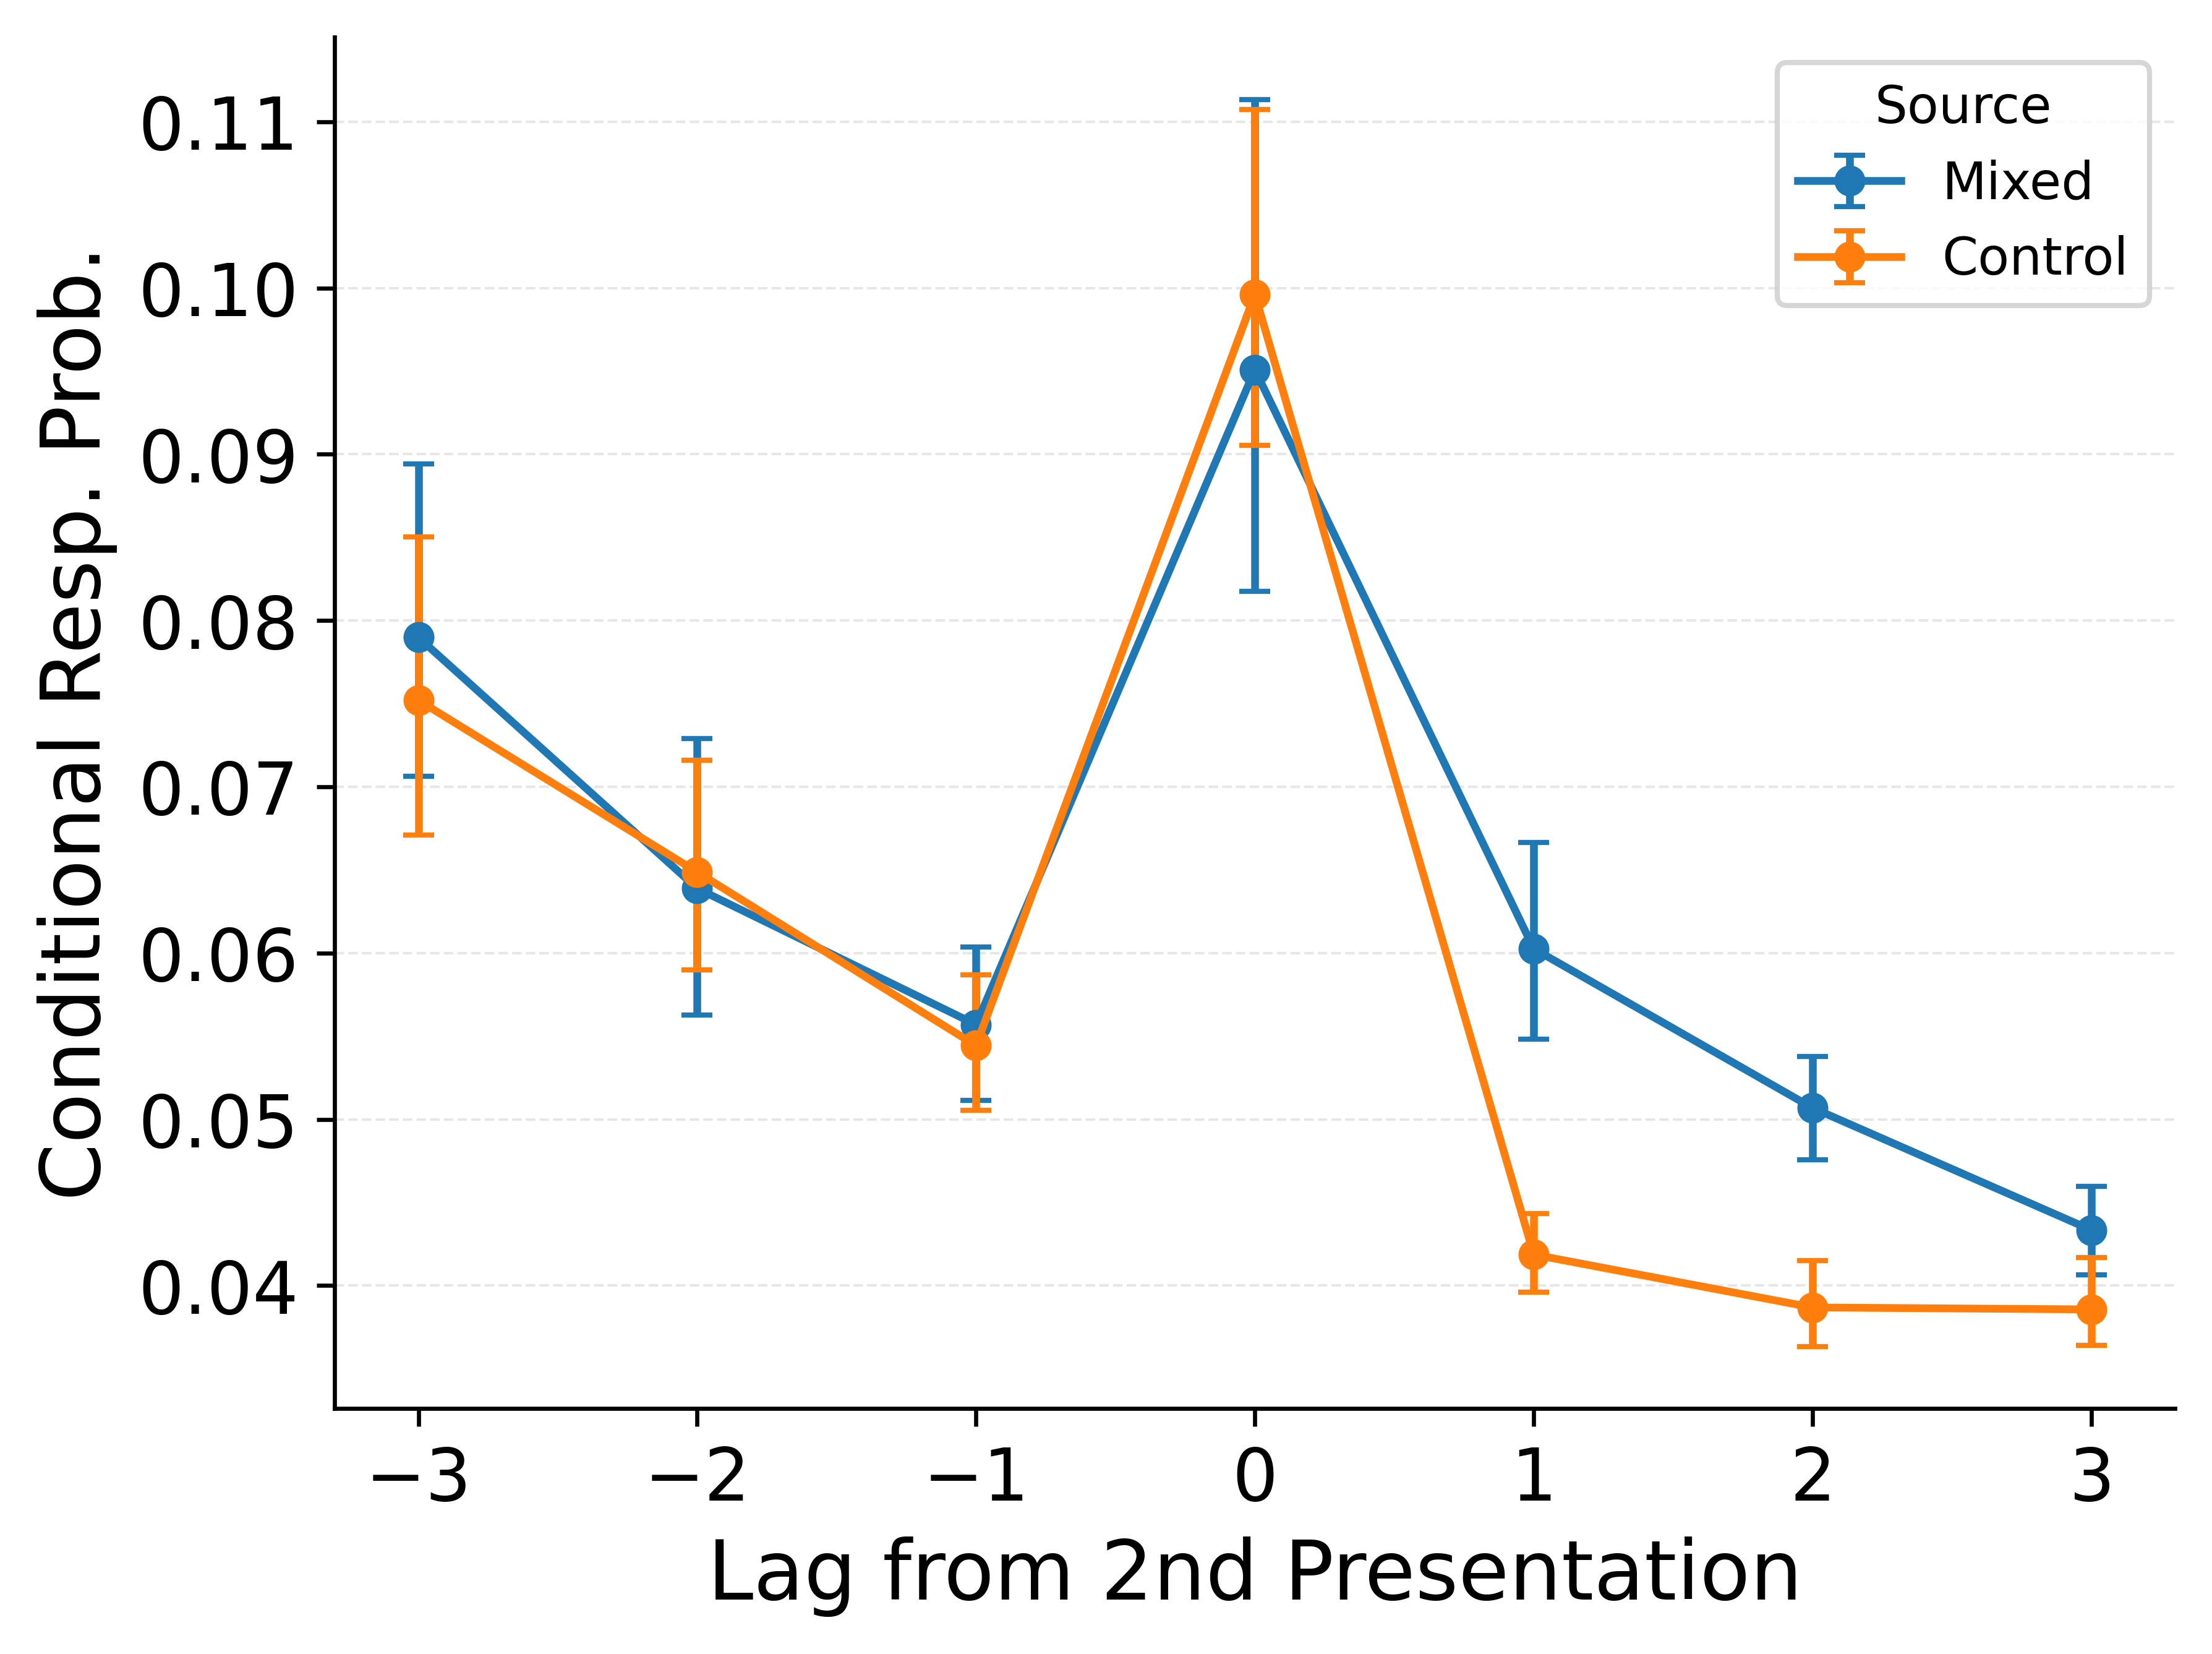 Conditional Resp. Prob.
0.11
0.10
0.09
0.08
0.07
0.06
0.05
0.04
Source
Mixed
Control
−3 −2 −1 0 1 2 3
Lag from 2nd Presentation